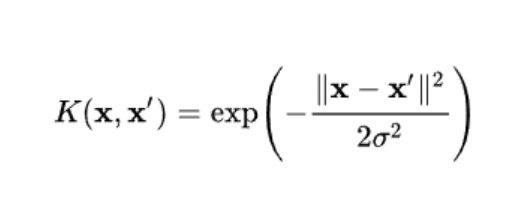 K(𝐱, 𝐱′) = exp(−‖𝐱 − 𝐱′‖² / 2σ²)